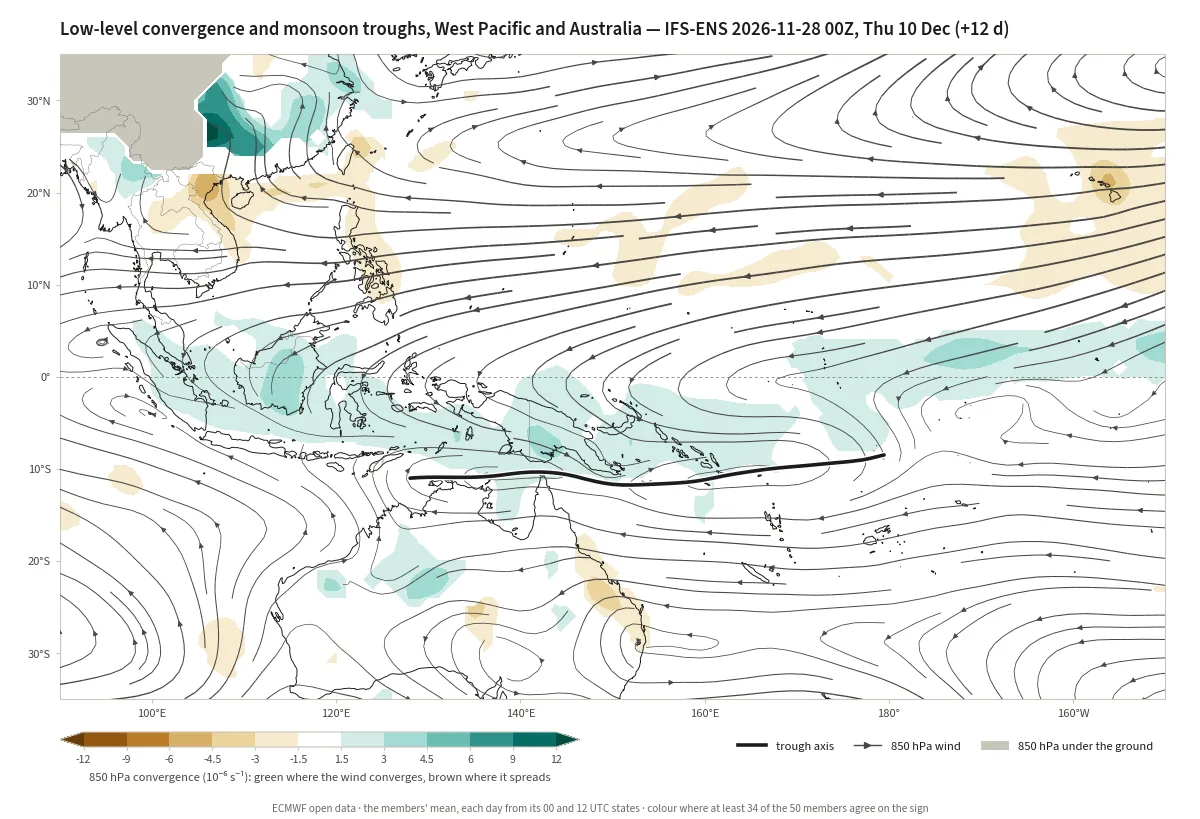 Low-level convergence and monsoon troughs, West Pacific and Australia — IFS-ENS 2026-11-28 00Z, Thu 10 Dec (+12 d)
30°N
20°N
10°N
0°
10°S
20°S
30°S
100°E 120°E 140°E 160°E 180° 160°W
-12 -9 -6 -4.5 -3 -1.5 1.5 3 4.5 6 9 12
850 hPa convergence (10⁻⁶ s⁻¹): green where the wind converges, brown where it spreads
trough axis 850 hPa wind 850 hPa under the ground
ECMWF open data · the members' mean, each day from its 00 and 12 UTC states · colour where at least 34 of the 50 members agree on the sign